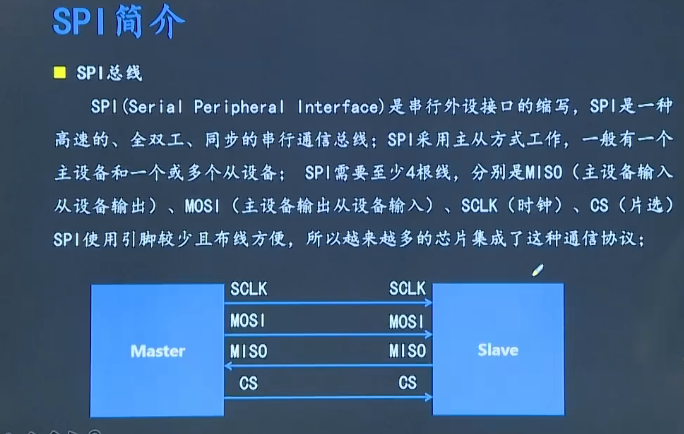 SPI简介
SPI总线
SPI(Serial Peripheral Interface)是串行外设接口的缩写，SPI是一种
高速的、全双工、同步的串行通信总线；SPI采用主从方式工作，一般有一个
主设备和一个或多个从设备； SPI需要至少4根线，分别是MISO（主设备输入
从设备输出）、MOSI（主设备输出从设备输入）、SCLK（时钟）、CS（片选）
SPI使用引脚较少且布线方便，所以越来越多的芯片集成了这种通信协议；
SCLK SCLK
MOSI MOSI
Master MISO MISO Slave
CS CS